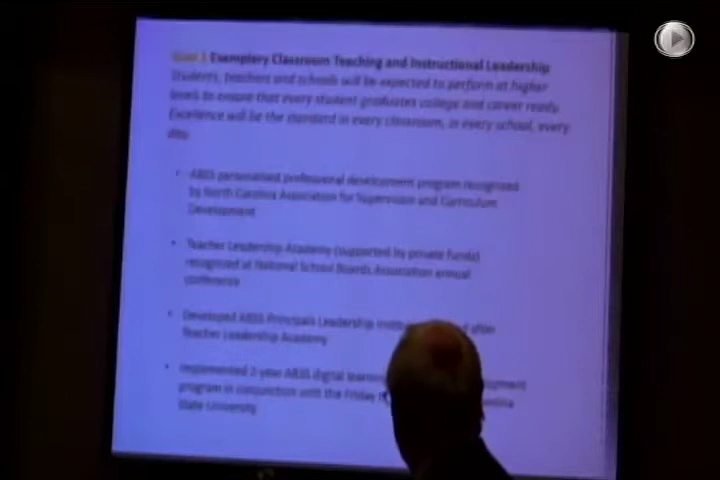 Goal 1 Exemplary Classroom Teaching and Instructional Leadership
Students, teachers and schools will be expected to perform at higher
levels to ensure that every student graduates college and career ready.
Excellence will be the standard in every classroom, in every school, every
day.
• ABSS personalized professional development program recognized
by North Carolina Association for Supervision and Curriculum
Development
• Teacher Leadership Academy (supported by private funds)
recognized at National School Boards Association annual
conference
• Developed ABSS Principals Leadership after
Teacher Leadership Academy
• Implemented 2-year ABSS digital
program in conjunction with the Friday
State University